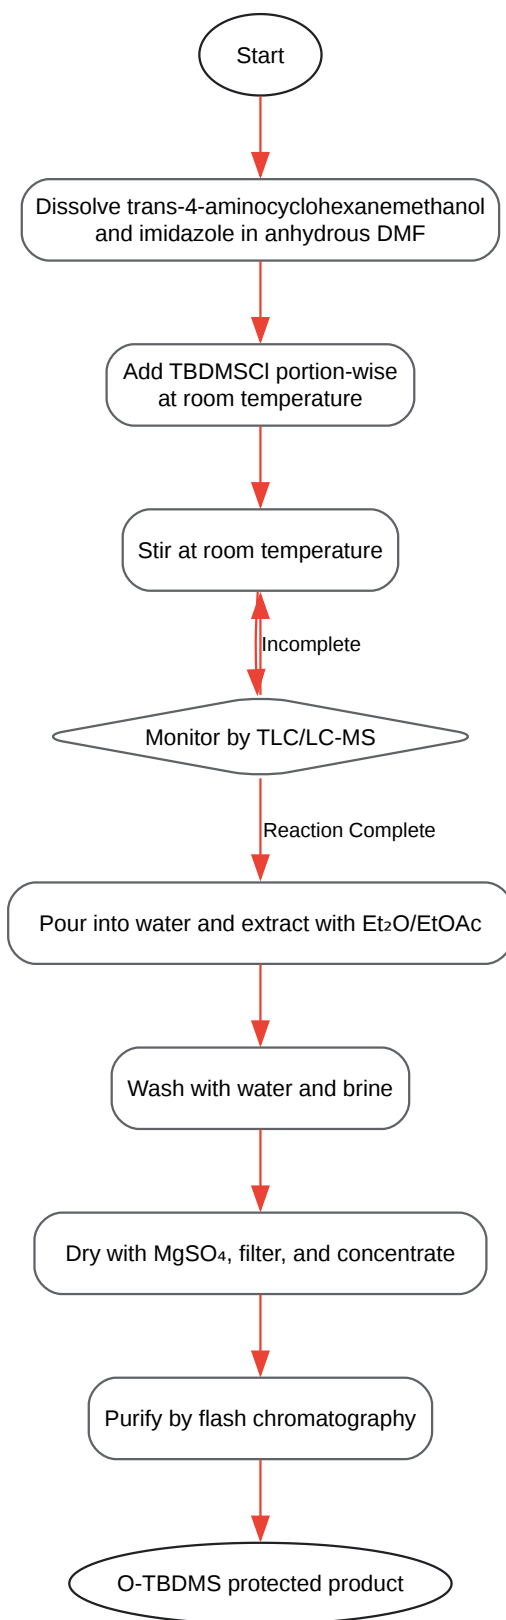 Start
Dissolve trans-4-aminocyclohexanemethanol
and imidazole in anhydrous DMF
Add TBDMSCl portion-wise
at room temperature
Stir at room temperature
Incomplete
Monitor by TLC/LC-MS
Reaction Complete
Pour into water and extract with Et₂O/EtOAc
Wash with water and brine
Dry with MgSO₄, filter, and concentrate
Purify by flash chromatography
O-TBDMS protected product